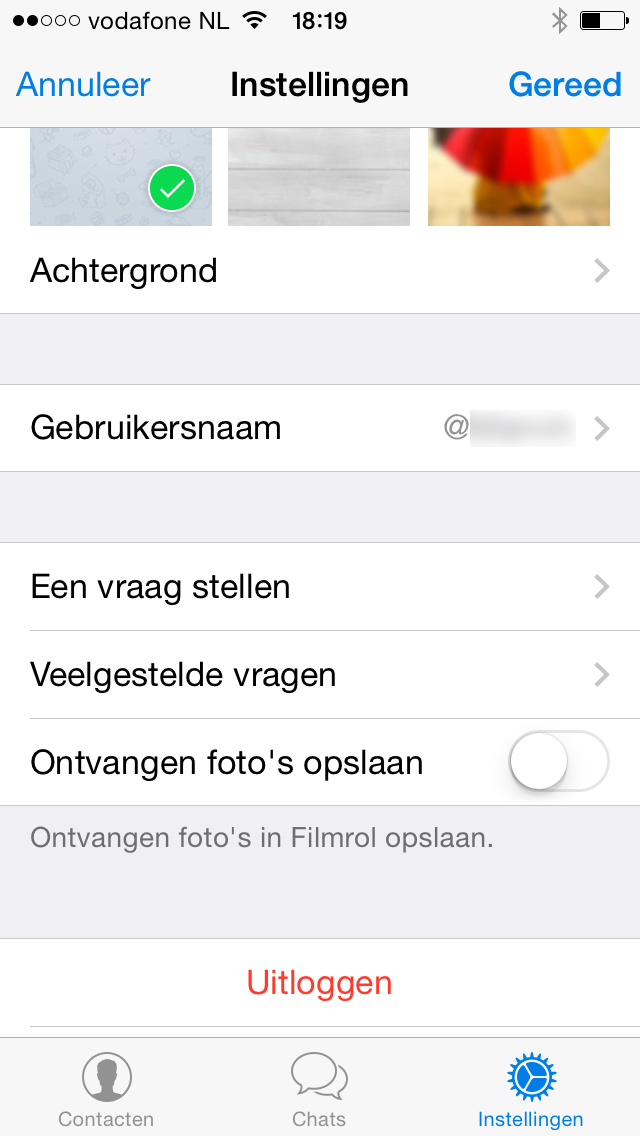 vodafone NL 18:19
Annuleer Instellingen Gereed
Achtergrond
Gebruikersnaam @
Een vraag stellen
Veelgestelde vragen
Ontvangen foto's opslaan
Ontvangen foto's in Filmrol opslaan.
Uitloggen
Contacten Chats Instellingen